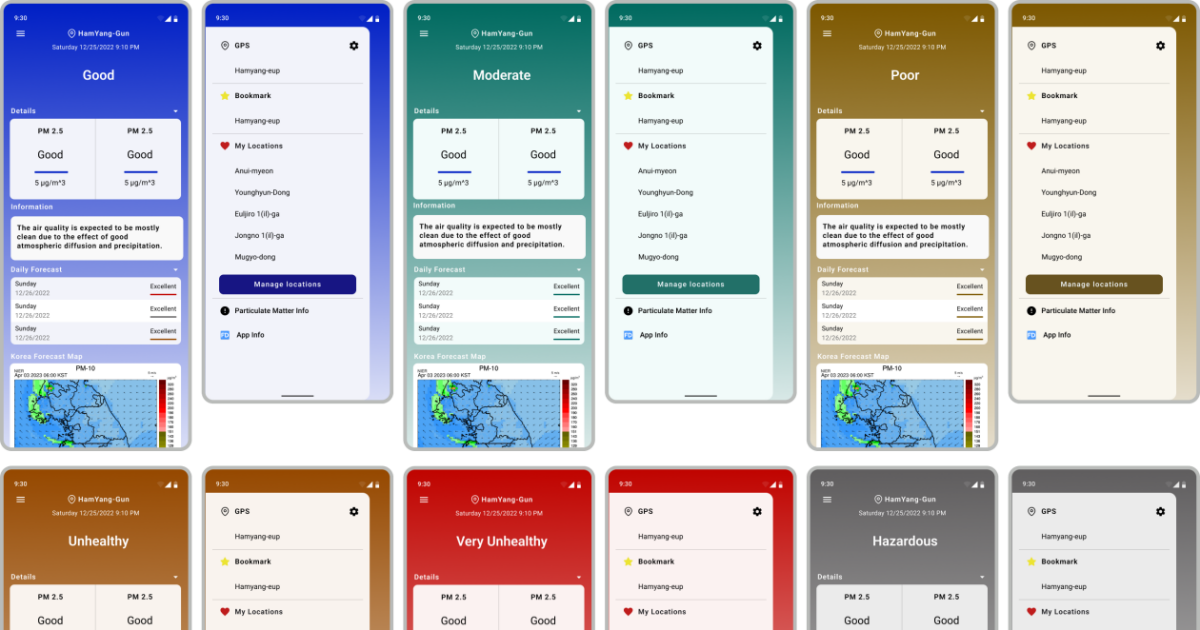 9:30
HamYang-Gun
Saturday 12/25/2022 9:10 PM
Good
Details
PM 2.5
PM 2.5
Good
Good
5 μg/m^3
5 μg/m^3
Information
The air quality is expected to be mostly
clean due to the effect of good
atmospheric diffusion and precipitation.
Daily Forecast
Sunday
Excellent
12/26/2022
Sunday
Excellent
12/26/2022
Sunday
Excellent
12/26/2022
Korea Forecast Map
PM-10
NIER
Apr 03 2023 06:00 KST
9:30
GPS
Hamyang-eup
Bookmark
Hamyang-eup
My Locations
Anui-myeon
Younghyun-Dong
Euljiro 1(il)-ga
Jongno 1(il)-ga
Mugyo-dong
Manage locations
Particulate Matter Info
App Info
9:30
HamYang-Gun
Saturday 12/25/2022 9:10 PM
Moderate
Details
PM 2.5
PM 2.5
Good
Good
5 μg/m^3
5 μg/m^3
Information
The air quality is expected to be mostly
clean due to the effect of good
atmospheric diffusion and precipitation.
Daily Forecast
Sunday
Excellent
12/26/2022
Sunday
Excellent
12/26/2022
Sunday
Excellent
12/26/2022
Korea Forecast Map
PM-10
NIER
Apr 03 2023 06:00 KST
9:30
GPS
Hamyang-eup
Bookmark
Hamyang-eup
My Locations
Anui-myeon
Younghyun-Dong
Euljiro 1(il)-ga
Jongno 1(il)-ga
Mugyo-dong
Manage locations
Particulate Matter Info
App Info
9:30
HamYang-Gun
Saturday 12/25/2022 9:10 PM
Poor
Details
PM 2.5
PM 2.5
Good
Good
5 μg/m^3
5 μg/m^3
Information
The air quality is expected to be mostly
clean due to the effect of good
atmospheric diffusion and precipitation.
Daily Forecast
Sunday
Excellent
12/26/2022
Sunday
Excellent
12/26/2022
Sunday
Excellent
12/26/2022
Korea Forecast Map
PM-10
NIER
Apr 03 2023 06:00 KST
9:30
GPS
Hamyang-eup
Bookmark
Hamyang-eup
My Locations
Anui-myeon
Younghyun-Dong
Euljiro 1(il)-ga
Jongno 1(il)-ga
Mugyo-dong
Manage locations
Particulate Matter Info
App Info
9:30
HamYang-Gun
Saturday 12/25/2022 9:10 PM
Unhealthy
Details
PM 2.5
PM 2.5
Good
Good
9:30
GPS
Hamyang-eup
Bookmark
Hamyang-eup
My Locations
9:30
HamYang-Gun
Saturday 12/25/2022 9:10 PM
Very Unhealthy
Details
PM 2.5
PM 2.5
Good
Good
9:30
GPS
Hamyang-eup
Bookmark
Hamyang-eup
My Locations
9:30
HamYang-Gun
Saturday 12/25/2022 9:10 PM
Hazardous
Details
PM 2.5
PM 2.5
Good
Good
9:30
GPS
Hamyang-eup
Bookmark
Hamyang-eup
My Locations